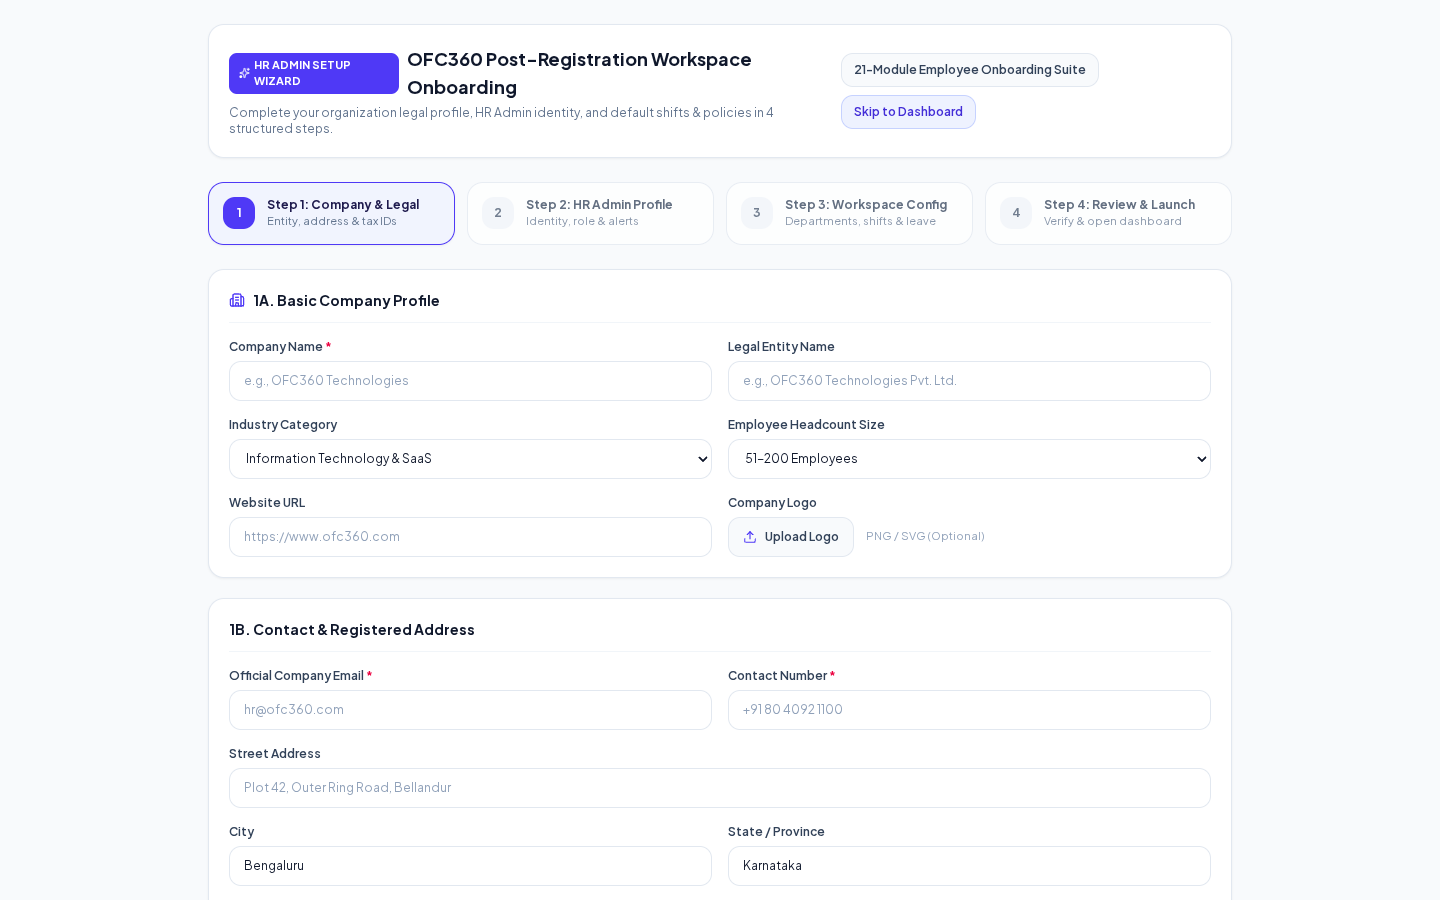 HR ADMIN SETUP
WIZARD
OFC360 Post-Registration Workspace
Onboarding
Complete your organization legal profile, HR Admin identity, and default shifts & policies in 4
structured steps.
21-Module Employee Onboarding Suite
Skip to Dashboard
1
Step 1: Company & Legal
Entity, address & tax IDs
2
Step 2: HR Admin Profile
Identity, role & alerts
3
Step 3: Workspace Config
Departments, shifts & leave
4
Step 4: Review & Launch
Verify & open dashboard
1A. Basic Company Profile
Company Name *
Legal Entity Name
e.g., OFC360 Technologies
e.g., OFC360 Technologies Pvt. Ltd.
Industry Category
Employee Headcount Size
Information Technology & SaaS
51-200 Employees
Website URL
Company Logo
https://www.ofc360.com
Upload Logo
PNG / SVG (Optional)
1B. Contact & Registered Address
Official Company Email *
Contact Number *
hr@ofc360.com
+91 80 4092 1100
Street Address
Plot 42, Outer Ring Road, Bellandur
City
State / Province
Bengaluru
Karnataka